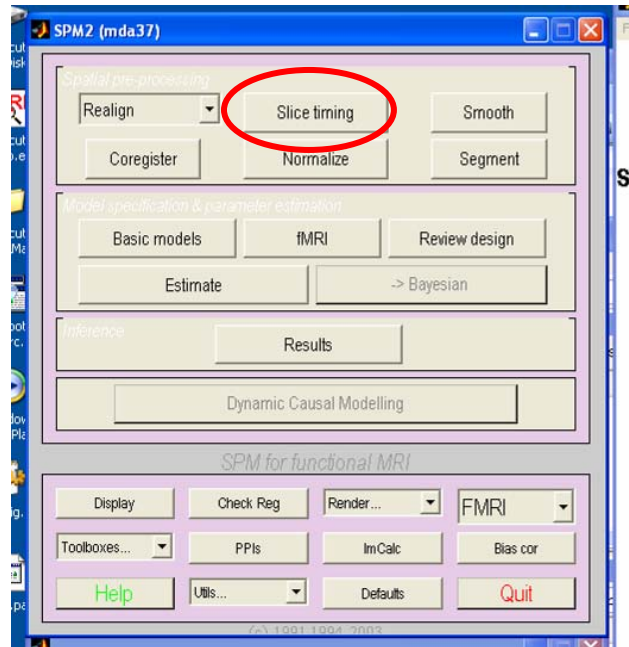 SPM2 (mda37)
Spatial pre-processing
Realign Slice timing Smooth
Coregister Normalize Segment
Model specification & parameter estimation
Basic models fMRI Review design
Estimate -> Bayesian
Inference
Results
Dynamic Causal Modelling
SPM for functional MRI
Display Check Reg Render... FMRI
Toolboxes... PPIs ImCalc Bias cor
Help Utils... Defaults Quit
(c) 1991,1994-2003